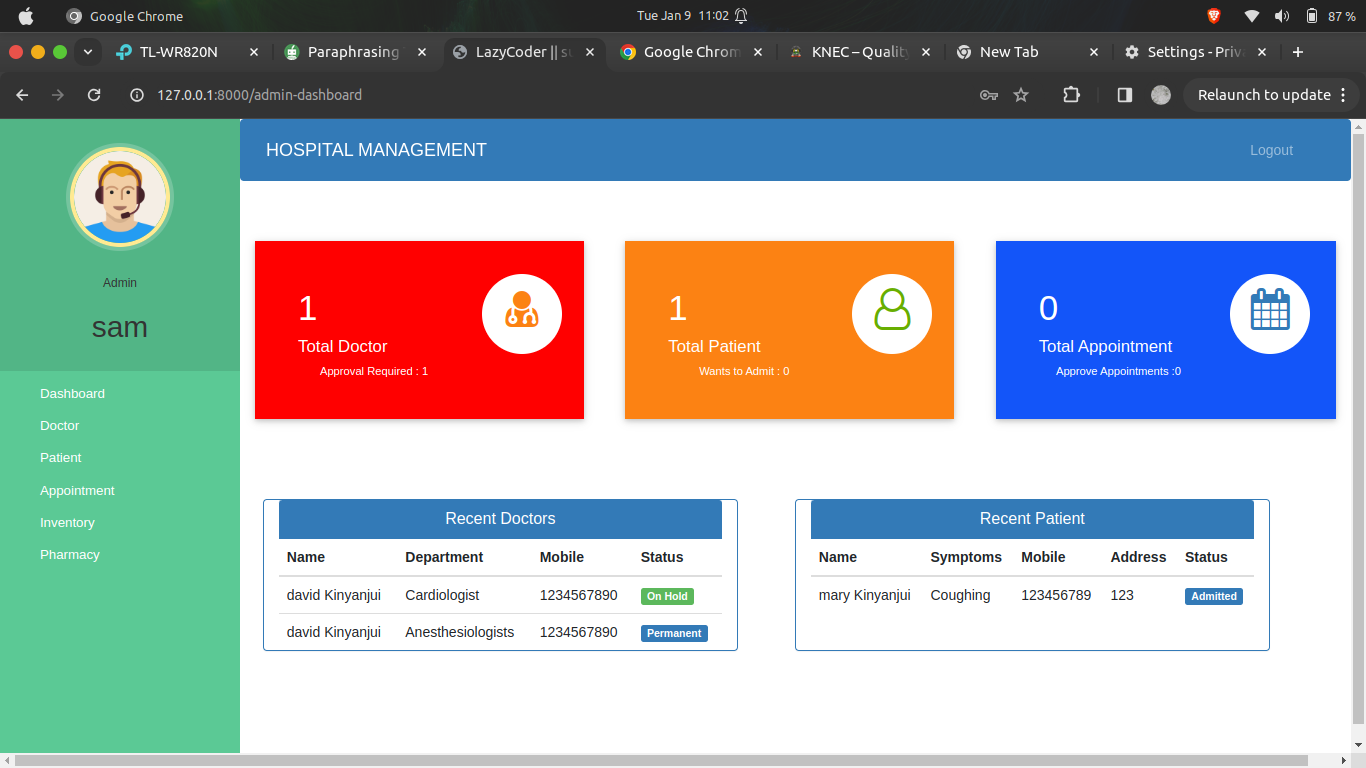 Google Chrome
Tue Jan 9 11:02
87 %
TL-WR820N
Paraphrasing
LazyCoder || su
Google Chrom
KNEC – Quality
New Tab
Settings - Priv
127.0.0.1:8000/admin-dashboard
Relaunch to update
HOSPITAL MANAGEMENT
Logout
Admin
sam
Dashboard
Doctor
Patient
Appointment
Inventory
Pharmacy
1
Total Doctor
Approval Required : 1
1
Total Patient
Wants to Admit : 0
0
Total Appointment
Approve Appointments :0
Recent Doctors
Name Department Mobile Status
david Kinyanjui Cardiologist 1234567890 On Hold
david Kinyanjui Anesthesiologists 1234567890 Permanent
Recent Patient
Name Symptoms Mobile Address Status
mary Kinyanjui Coughing 123456789 123 Admitted